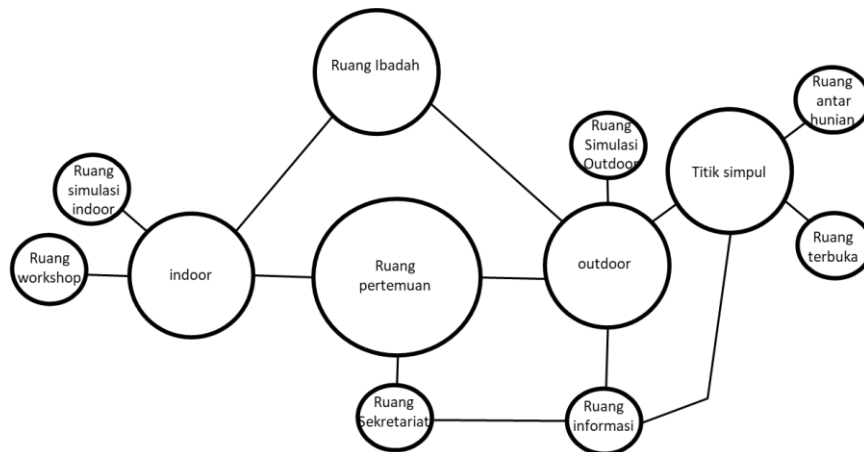 Ruang Ibadah
Ruang
antar
hunian
Ruang
Simulasi
Outdoor
Titik simpul
Ruang
simulasi
indoor
Ruang
workshop
indoor
Ruang
pertemuan
outdoor
Ruang
terbuka
Ruang
Sekretariat
Ruang
informasi